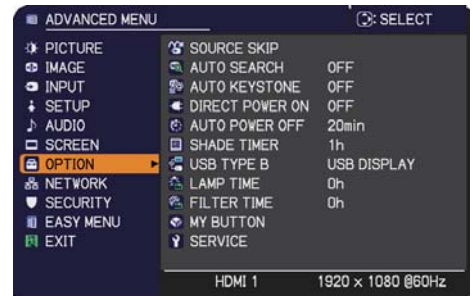 ADVANCED MENU : SELECT
PICTURE
IMAGE
INPUT
SETUP
AUDIO
SCREEN
OPTION
NETWORK
SECURITY
EASY MENU
EXIT
SOURCE SKIP
AUTO SEARCH OFF
AUTO KEYSTONE OFF
DIRECT POWER ON OFF
AUTO POWER OFF 20min
SHADE TIMER 1h
USB TYPE B USB DISPLAY
LAMP TIME 0h
FILTER TIME 0h
MY BUTTON
SERVICE
HDMI 1 1920 × 1080 @60Hz